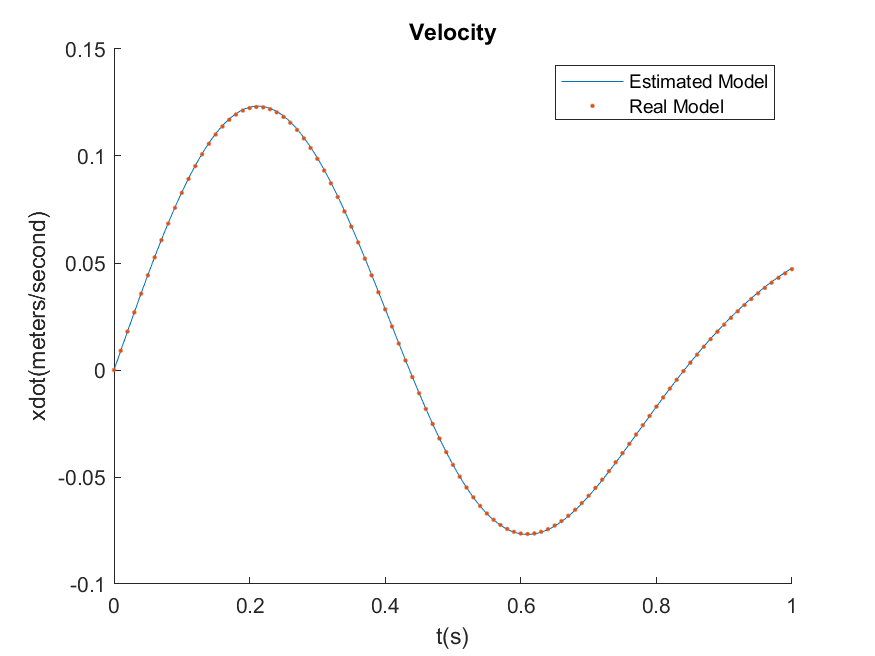 Velocity
0.15
0.1
0.05
0
-0.05
-0.1
xdot(meters/second)
Estimated Model
Real Model
0 0.2 0.4 0.6 0.8 1
t(s)